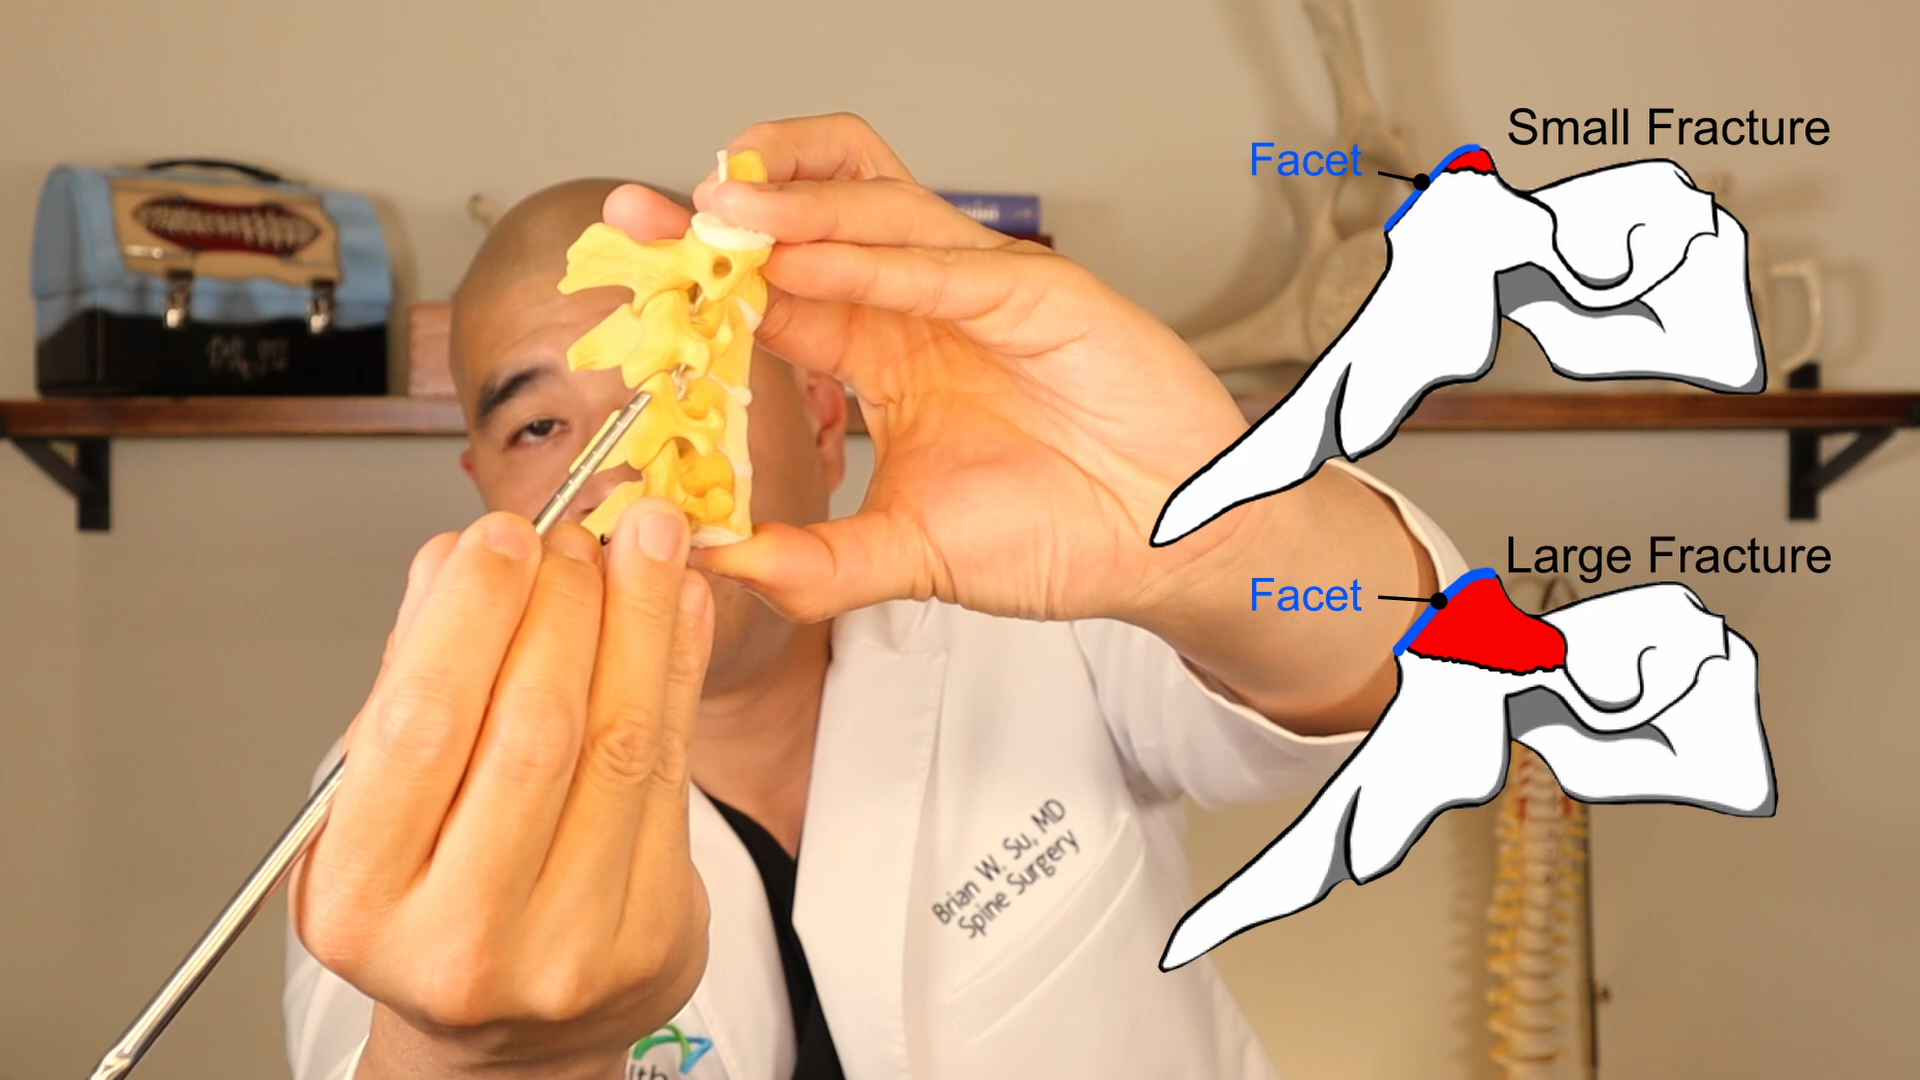 Small Fracture
Facet
Large Fracture
Facet
Brian W. Su, MD
Spine Surgery